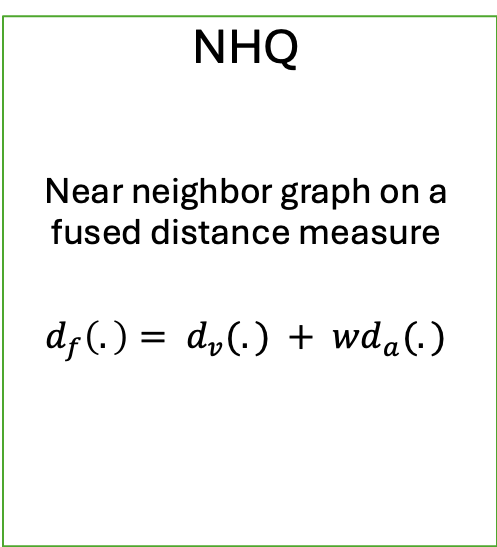 NHQ
Near neighbor graph on a
fused distance measure
d_f(.) = d_v(.) + wd_a(.)